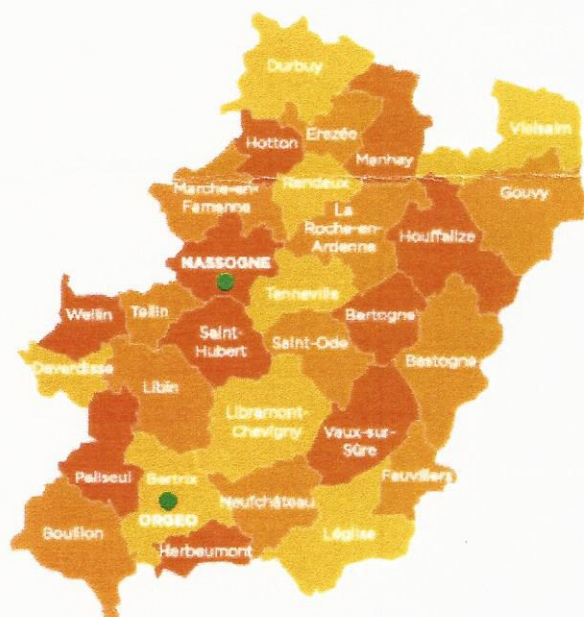 Durbuy
Vielsalm
Hotton
Erezée
Manhay
Marche-en-
Famenne
Rendeux
Gouvy
La
Roche-en-
Ardenne
Houffalize
NASSOGNE
Tenneville
Wellin
Tellin
Bertogne
Saint-
Hubert
Saint-Ode
Bastogne
Daverdisse
Libin
Libramont-
Chevigny
Vaux-sur-
Sûre
Paliseul
Bertrix
Fauvillers
Neufchâteau
ORGEO
Bouillon
Léglise
Herbeumont